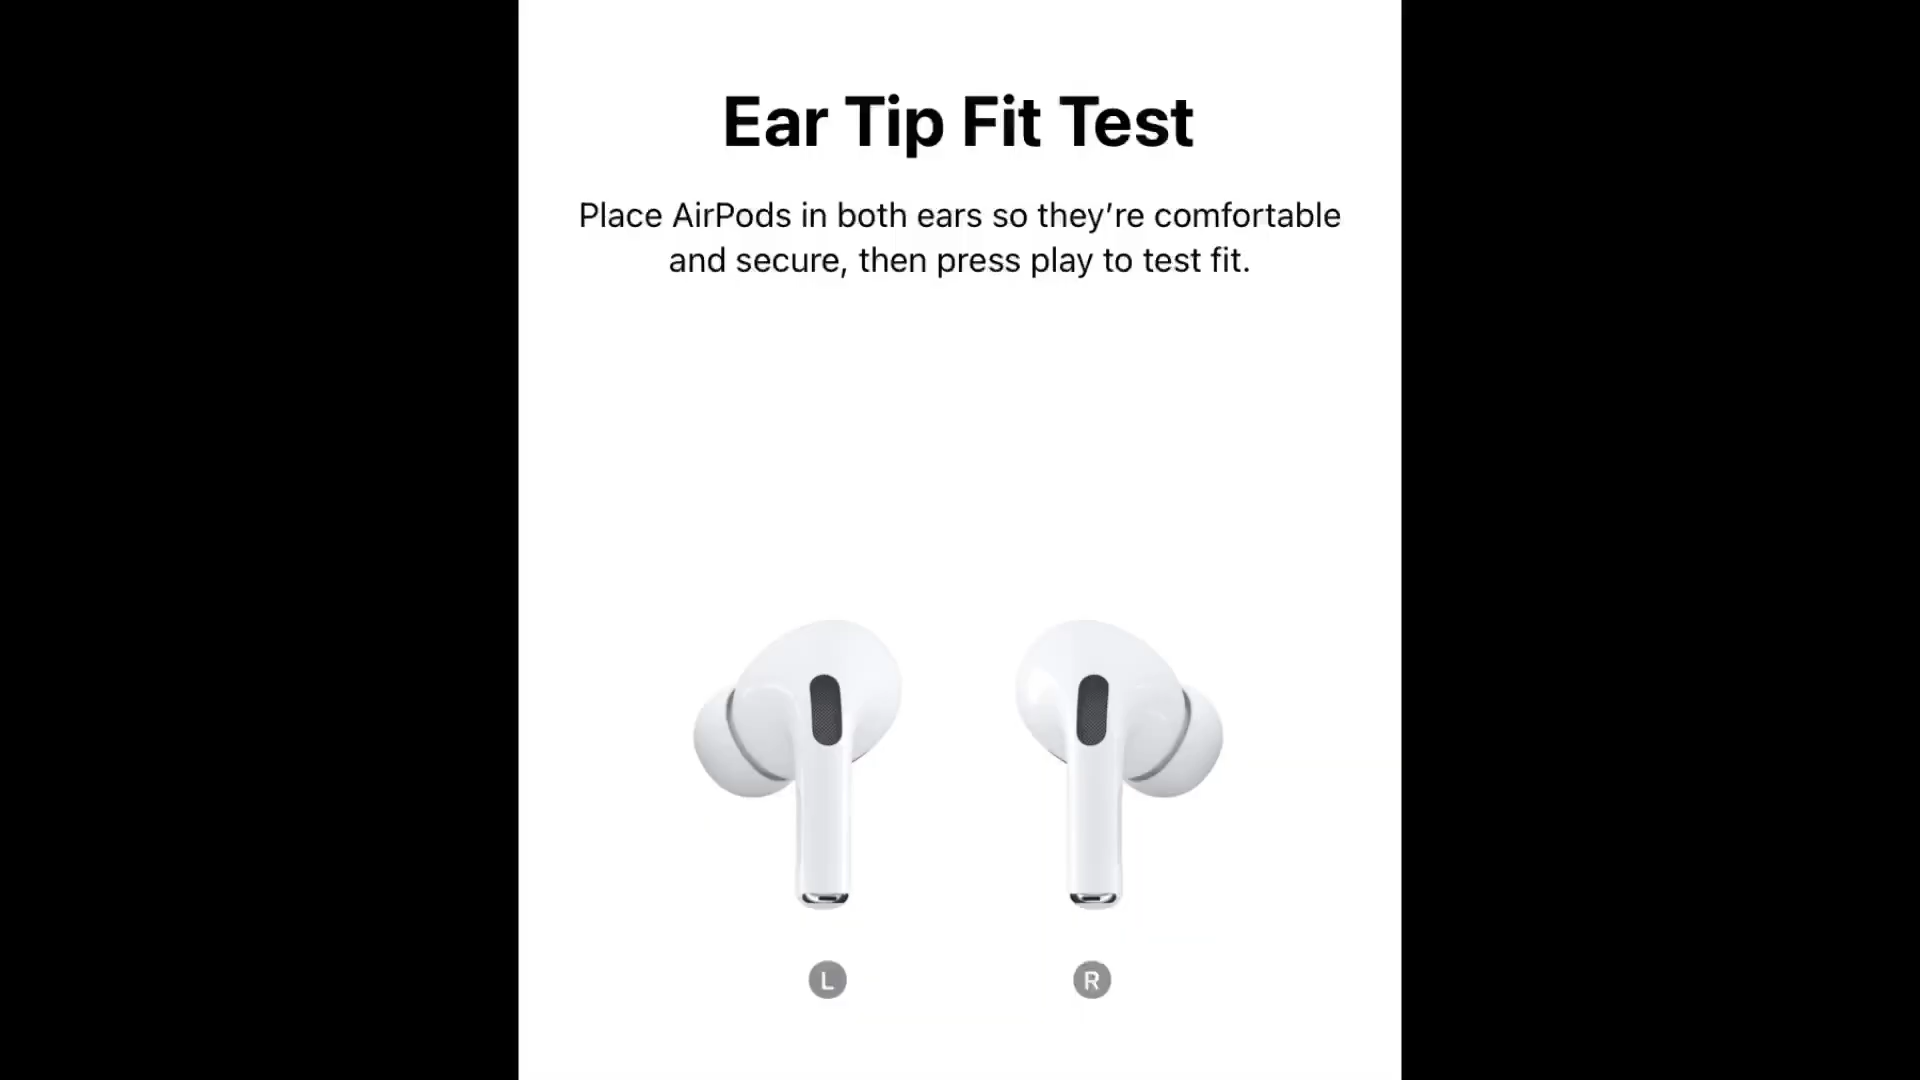 Ear Tip Fit Test
Place AirPods in both ears so they’re comfortable
and secure, then press play to test fit.
L
R